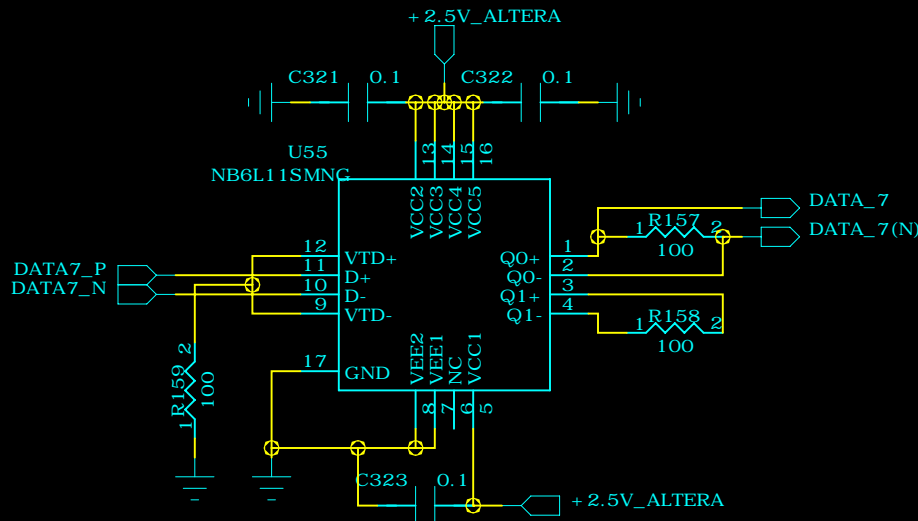 +2.5V_ALTERA
C321 0.1 C322 0.1
U55
NB6L11SMNG
13 14 15 16
VCC2 VCC3 VCC4 VCC5
DATA_7
1 R157 2
100
DATA_7(N)
12 VTD+ Q0+ 1
DATA7_P 11 D+ Q0- 2
DATA7_N 10 D- Q1+ 3
9 VTD- Q1- 4
1 R158 2
100
17 GND
VEE2 VEE1 NC VCC1
8 7 6 5
2
R159
100
1
C323 0.1
+2.5V_ALTERA